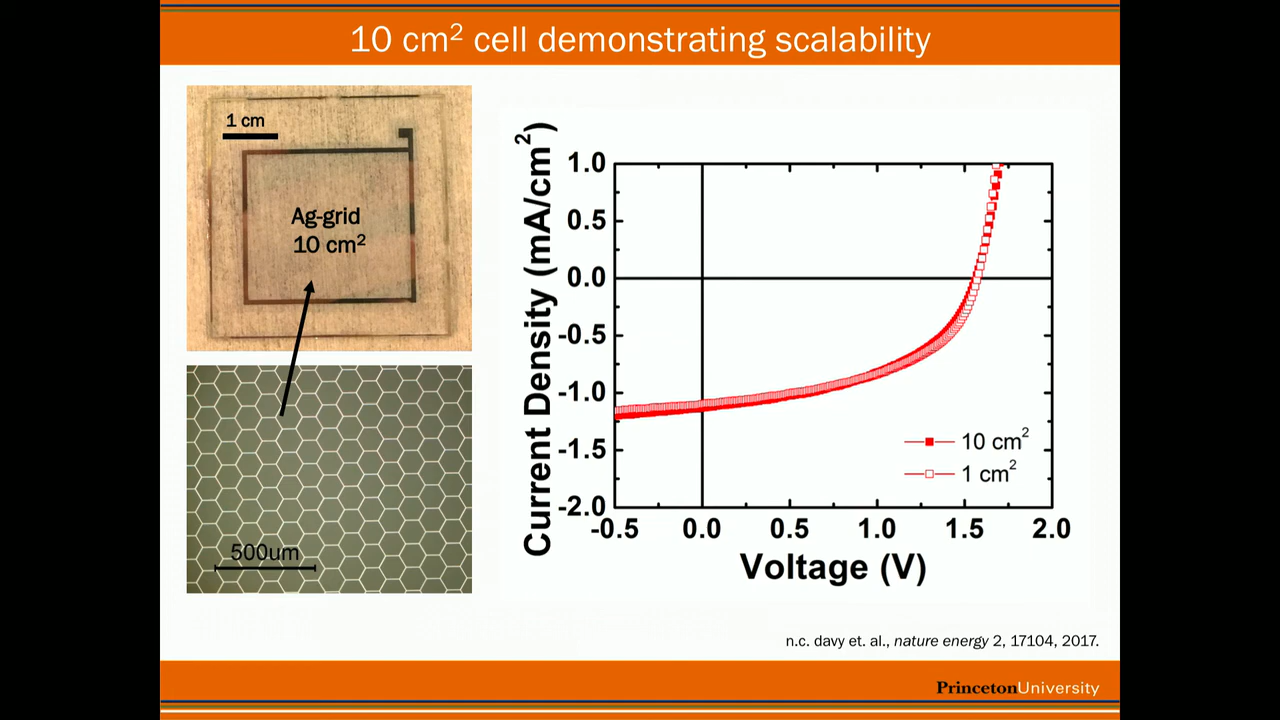 10 cm² cell demonstrating scalability
1 cm
Ag-grid
10 cm²
500um
Current Density (mA/cm²)
1.0
0.5
0.0
-0.5
-1.0
-1.5
-2.0
10 cm²
1 cm²
-0.5 0.0 0.5 1.0 1.5 2.0
Voltage (V)
n.c. davy et. al., nature energy 2, 17104, 2017.
PrincetonUniversity